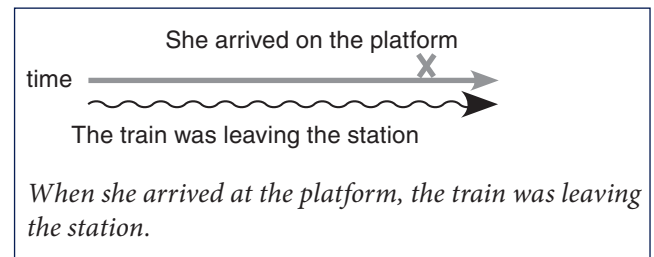 She arrived on the platform
time
The train was leaving the station
When she arrived at the platform, the train was leaving
the station.